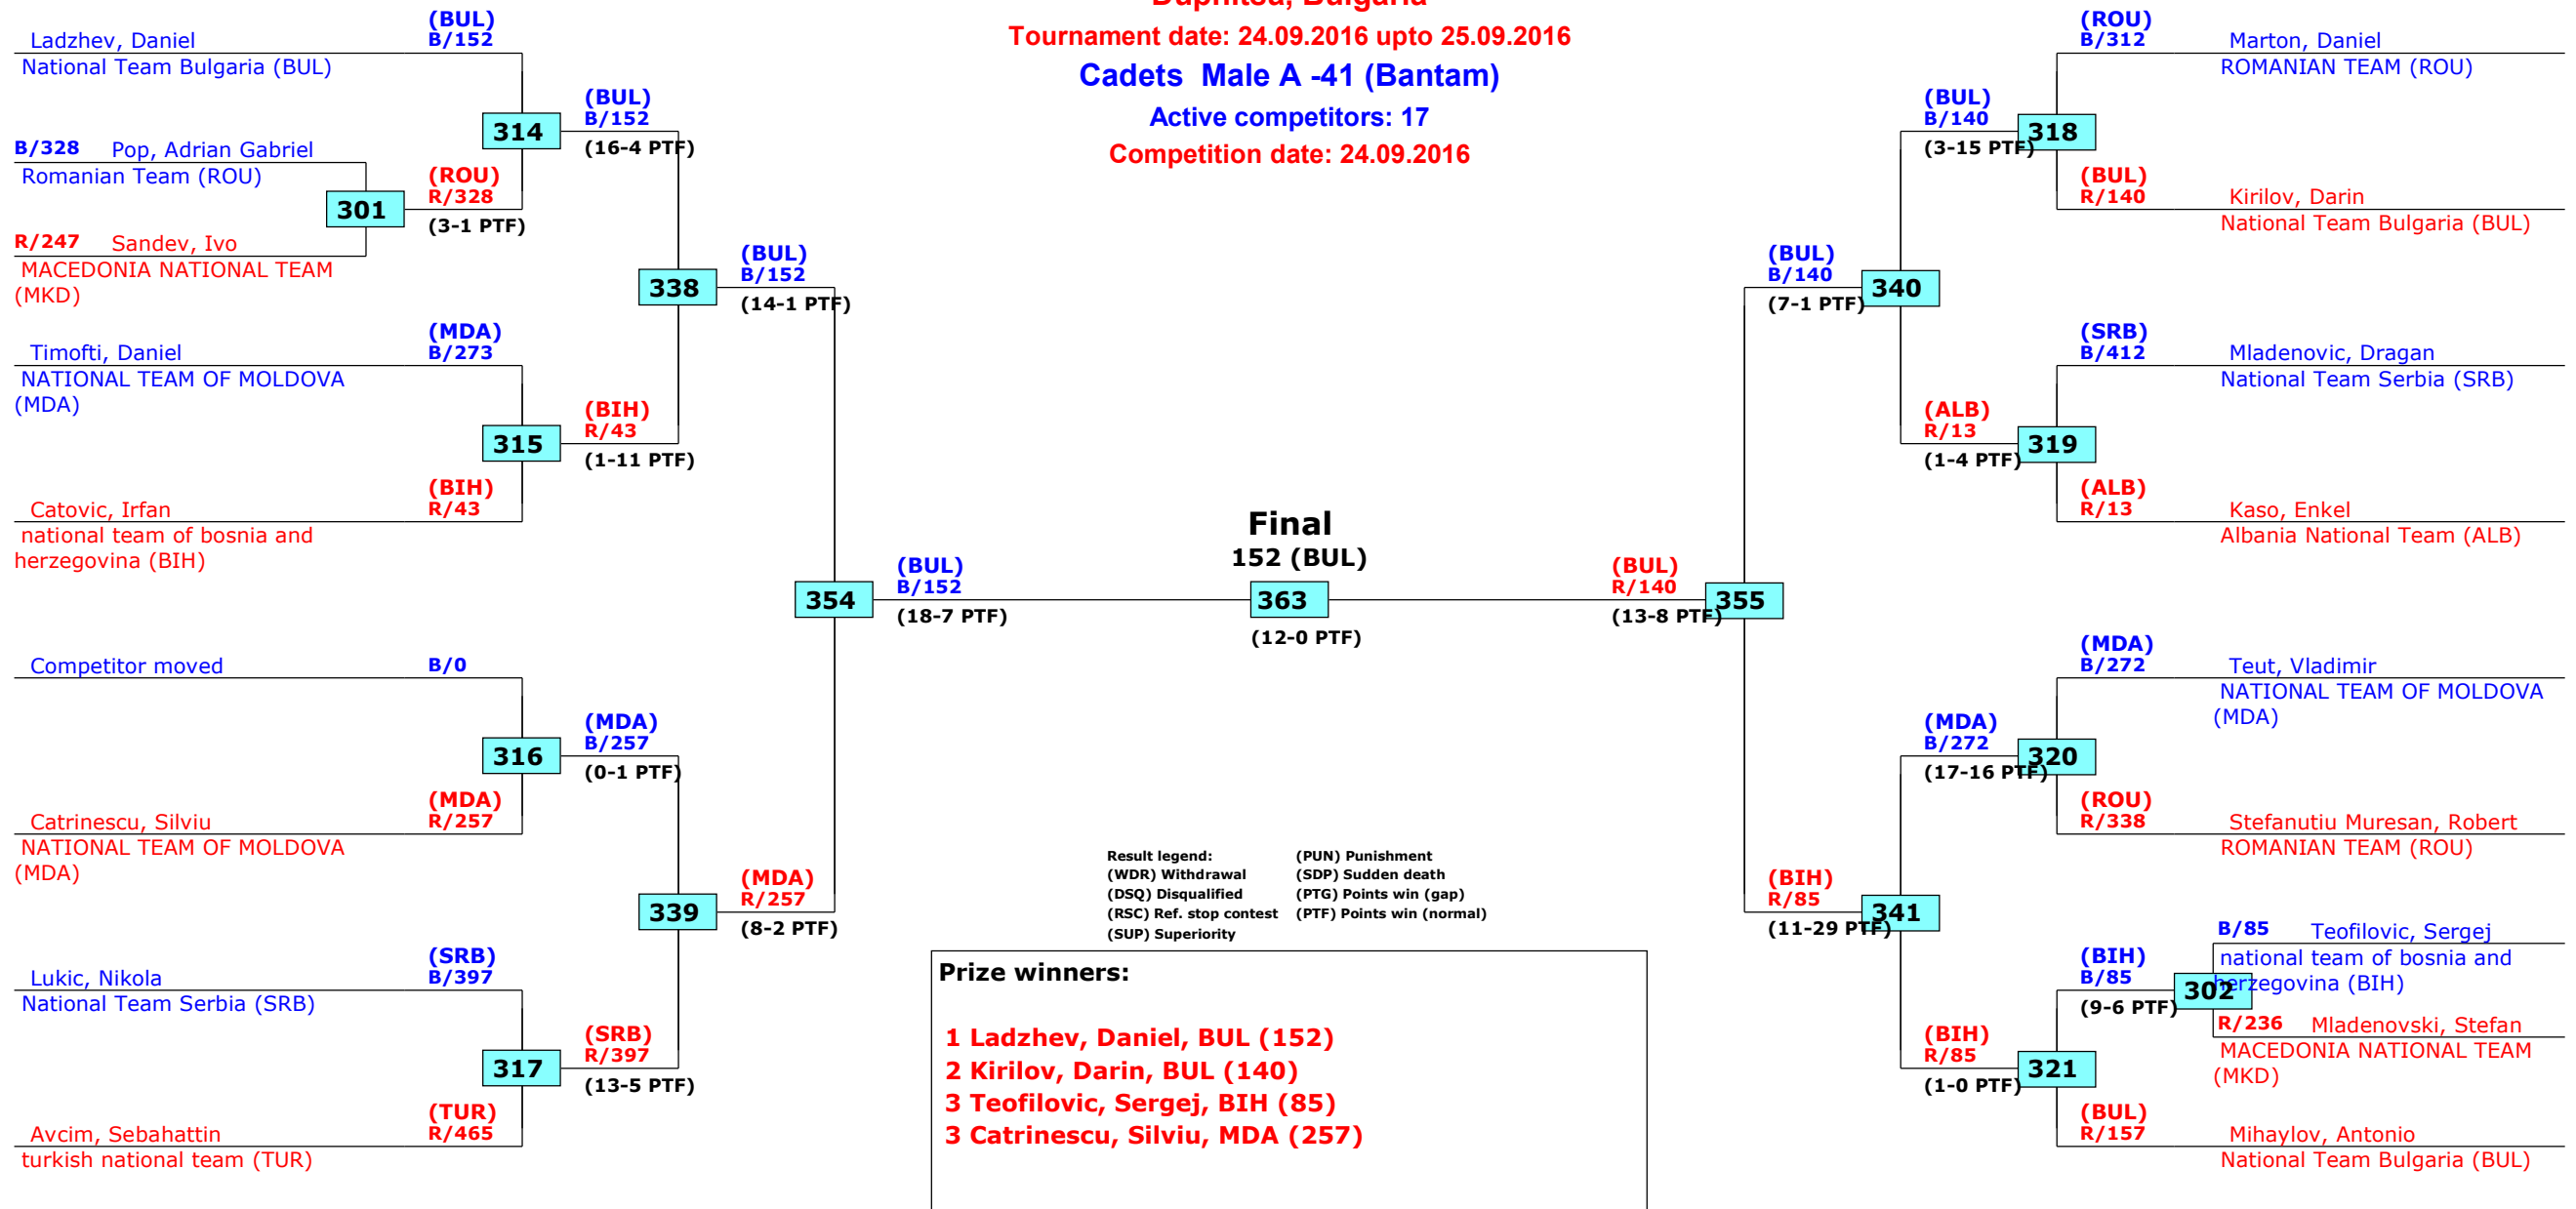 Dupnitsa, Bulgaria
Tournament date: 24.09.2016 upto 25.09.2016
Cadets Male A -41 (Bantam)
Active competitors: 17
Competition date: 24.09.2016
Ladzhev, Daniel
(BUL)
B/152
National Team Bulgaria (BUL)
314
(BUL)
B/152
(16-4 PTF)
B/328 Pop, Adrian Gabriel
Romanian Team (ROU)
301
(ROU)
R/328
(3-1 PTF)
R/247 Sandev, Ivo
MACEDONIA NATIONAL TEAM
(MKD)
338
(BUL)
B/152
(14-1 PTF)
Timofti, Daniel
(MDA)
B/273
NATIONAL TEAM OF MOLDOVA
(MDA)
315
(BIH)
R/43
(1-11 PTF)
Catovic, Irfan
(BIH)
R/43
national team of bosnia and
herzegovina (BIH)
354
(BUL)
B/152
(18-7 PTF)
Competitor moved
B/0
316
(MDA)
B/257
(0-1 PTF)
Catrinescu, Silviu
(MDA)
R/257
NATIONAL TEAM OF MOLDOVA
(MDA)
339
(MDA)
R/257
(8-2 PTF)
Lukic, Nikola
(SRB)
B/397
National Team Serbia (SRB)
317
(SRB)
R/397
(13-5 PTF)
Avcim, Sebahattin
(TUR)
R/465
turkish national team (TUR)
Final
152 (BUL)
363
(12-0 PTF)
(ROU)
B/312
Marton, Daniel
ROMANIAN TEAM (ROU)
(BUL)
B/140
318
(3-15 PTF)
(BUL)
R/140
Kirilov, Darin
National Team Bulgaria (BUL)
(BUL)
B/140
340
(7-1 PTF)
(SRB)
B/412
Mladenovic, Dragan
National Team Serbia (SRB)
(ALB)
R/13
319
(1-4 PTF)
(ALB)
R/13
Kaso, Enkel
Albania National Team (ALB)
(BUL)
R/140
355
(13-8 PTF)
(MDA)
B/272
Teut, Vladimir
NATIONAL TEAM OF MOLDOVA
(MDA)
(MDA)
B/272
320
(17-16 PTF)
(ROU)
R/338
Stefanutiu Muresan, Robert
ROMANIAN TEAM (ROU)
(BIH)
R/85
341
(11-29 PTF)
B/85 Teofilovic, Sergej
national team of bosnia and
herzegovina (BIH)
(BIH)
B/85
302
(9-6 PTF)
R/236 Mladenovski, Stefan
MACEDONIA NATIONAL TEAM
(MKD)
(BIH)
R/85
321
(1-0 PTF)
(BUL)
R/157
Mihaylov, Antonio
National Team Bulgaria (BUL)
Result legend: (PUN) Punishment
(WDR) Withdrawal (SDP) Sudden death
(DSQ) Disqualified (PTG) Points win (gap)
(RSC) Ref. stop contest (PTF) Points win (normal)
(SUP) Superiority
Prize winners:
1 Ladzhev, Daniel, BUL (152)
2 Kirilov, Darin, BUL (140)
3 Teofilovic, Sergej, BIH (85)
3 Catrinescu, Silviu, MDA (257)